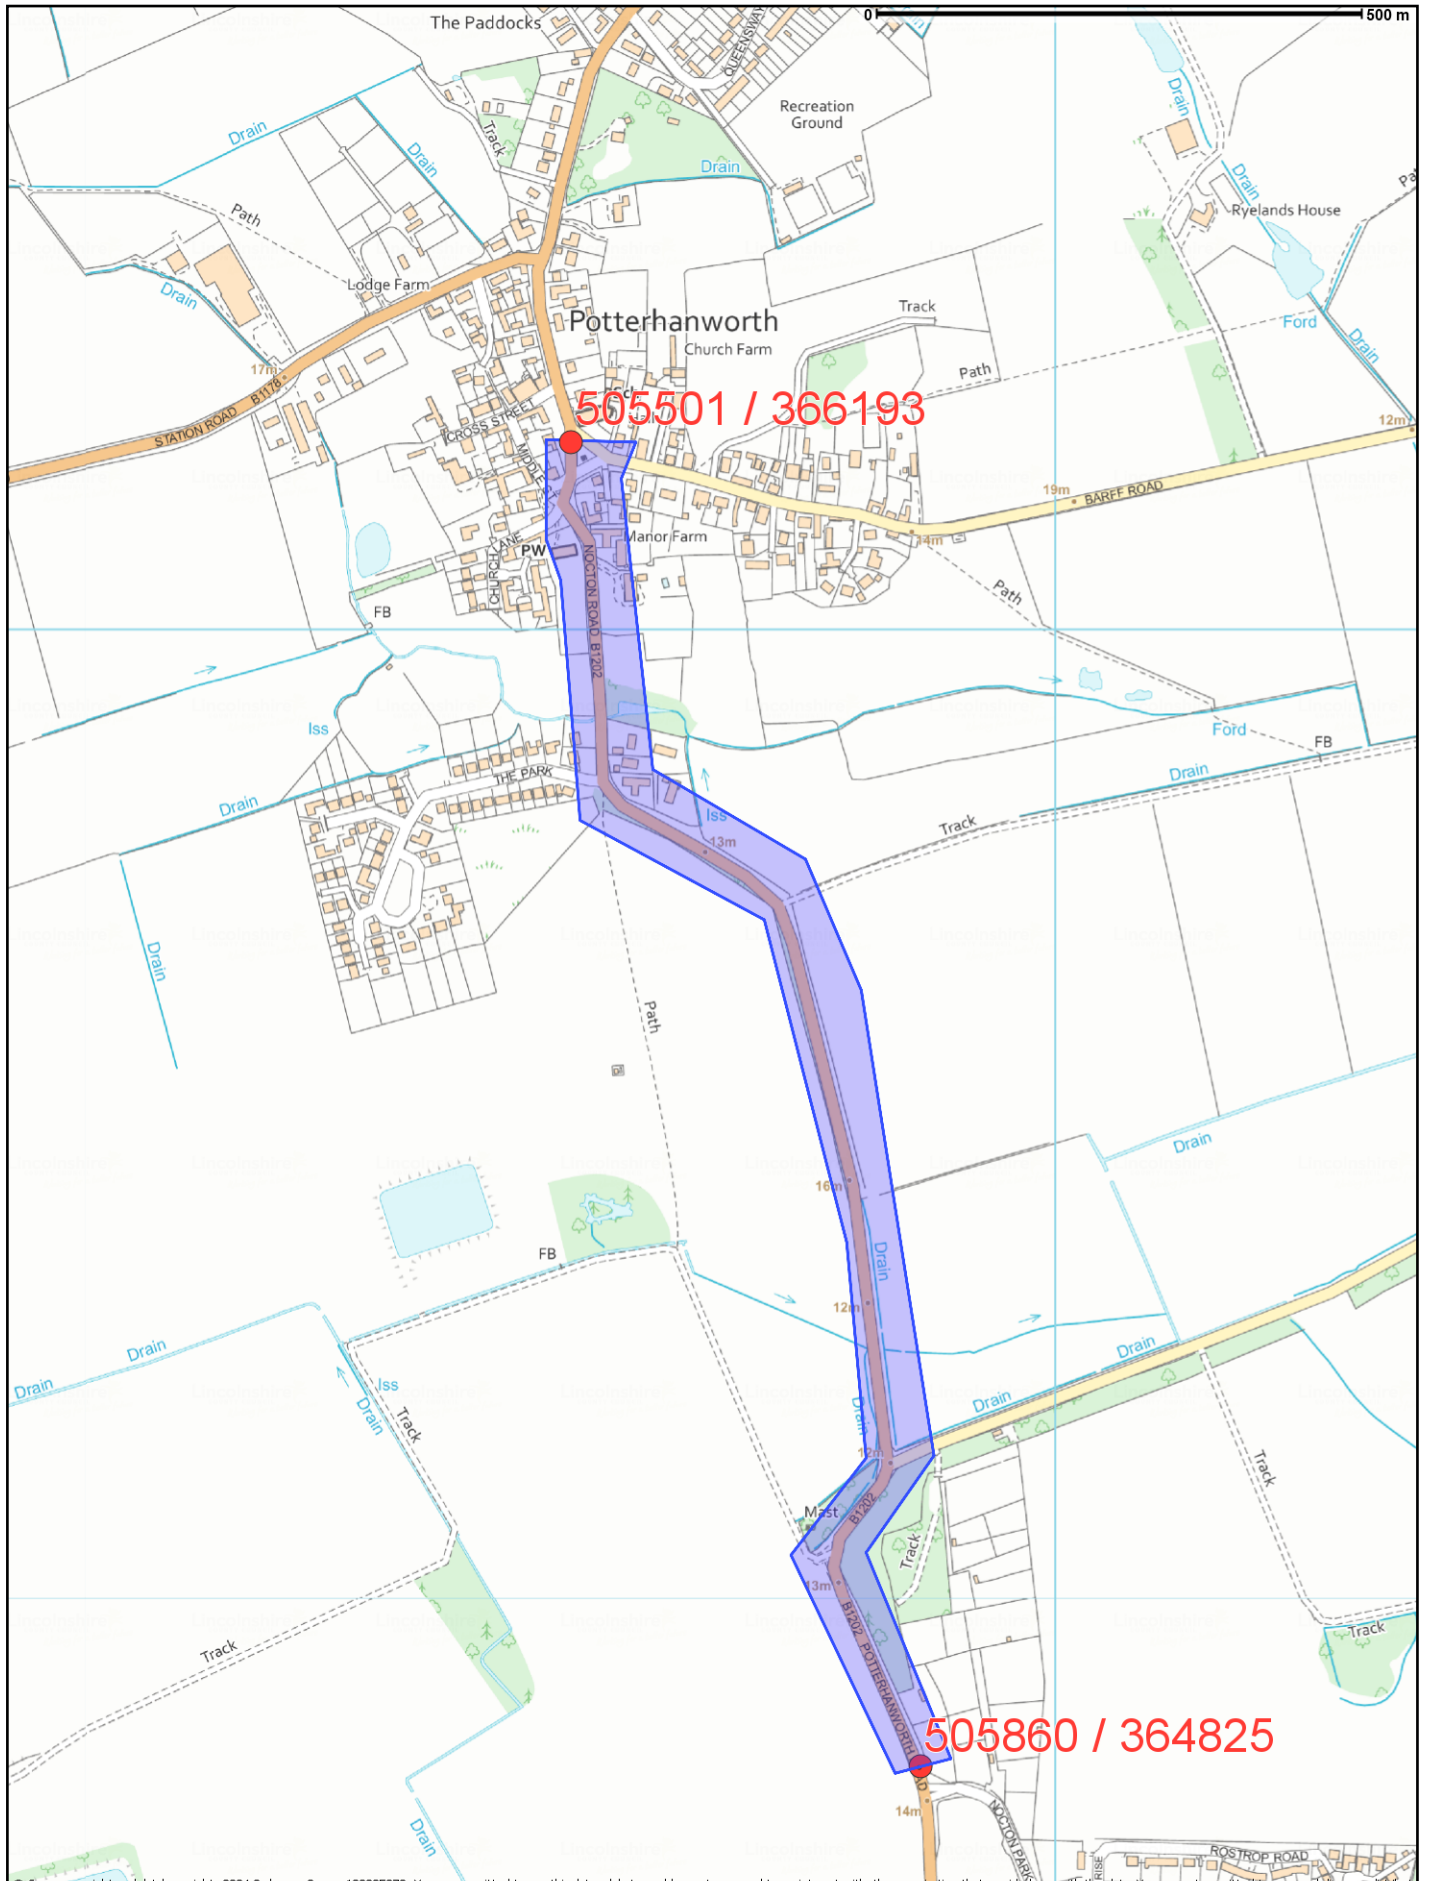 The Paddocks
0
500 m
QUEENSWAY
Recreation
Ground
Drain
Drain
Track
Drain
Drain
Drain
Path
Path
Ryelands House
Drain
Lodge Farm
Track
Potterhanworth
Church Farm
Ford
Drain
17m
Path
STATION ROAD B1178
CROSS STREET
505501 / 366193
12m
MIDDLE
19m
BARFF ROAD
14m
PW
Manor Farm
CHURCH LANE
NOCTON ROAD B1202
Path
FB
Iss
Ford
FB
THE PARK
Drain
Drain
Iss
Track
13m
Drain
Path
Drain
16m
FB
Drain
12m
Drain
Drain
Drain
Iss
Drain
Track
Drain
Drain
12m
Mast
B1202
Track
Track
13m
B1202 POTTERHANWORTH
Track
Track
505860 / 364825
14m
NOCTON PARK
Drain
RISE
ROSTROP ROAD